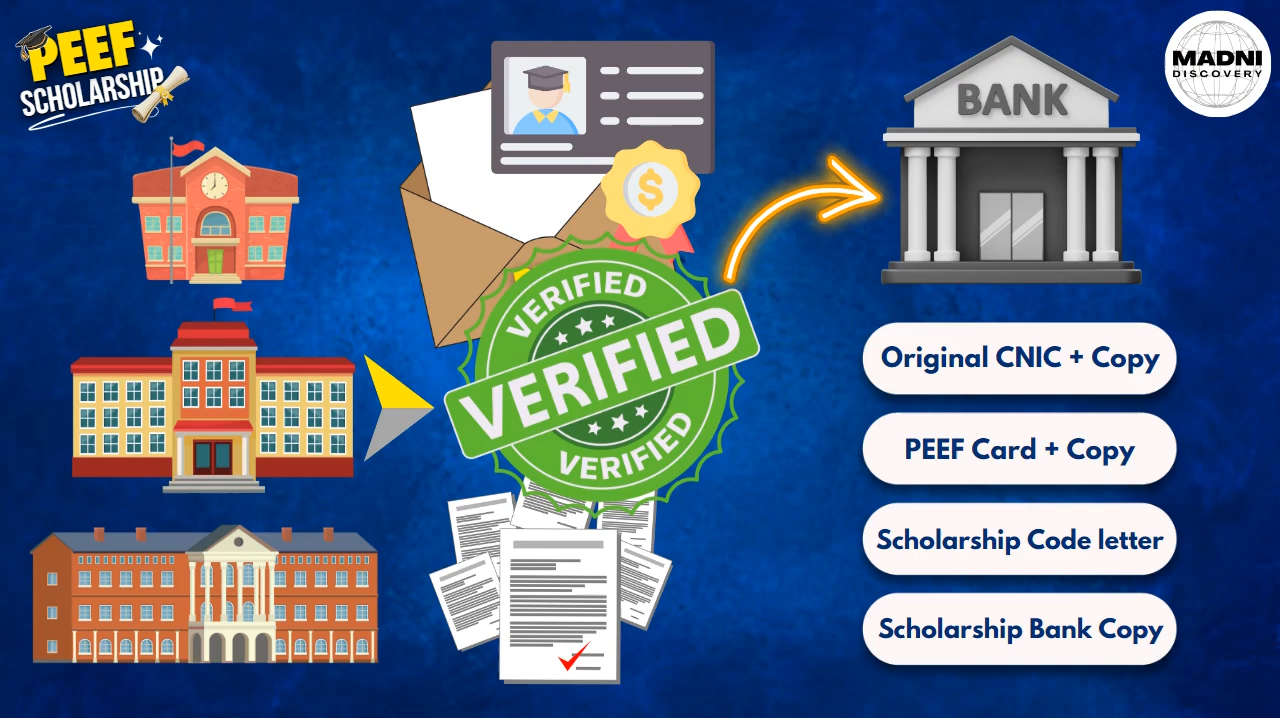 PEEF
SCHOLARSHIP
MADNI
DISCOVERY
BANK
$
VERIFIED
VERIFIED
VERIFIED
Original CNIC + Copy
PEEF Card + Copy
Scholarship Code letter
Scholarship Bank Copy